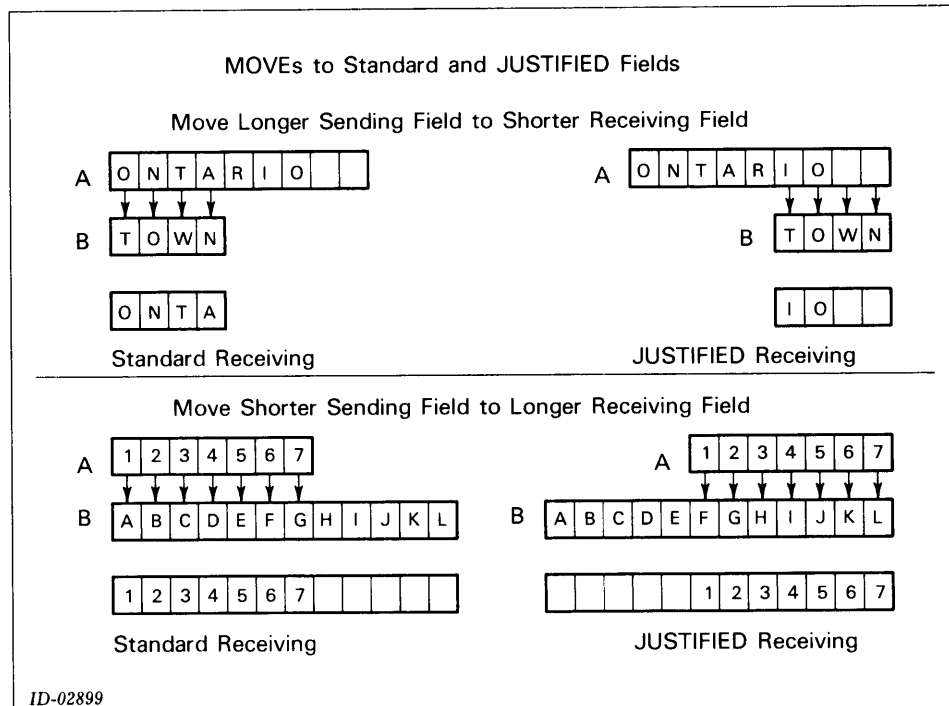 MOVEs to Standard and JUSTIFIED Fields
Move Longer Sending Field to Shorter Receiving Field
A O N T A R I O
A O N T A R I O
B T O W N
B T O W N
O N T A
I O
Standard Receiving
JUSTIFIED Receiving
Move Shorter Sending Field to Longer Receiving Field
A 1 2 3 4 5 6 7
A 1 2 3 4 5 6 7
B A B C D E F G H I J K L
B A B C D E F G H I J K L
1 2 3 4 5 6 7
1 2 3 4 5 6 7
Standard Receiving
JUSTIFIED Receiving
ID-02899